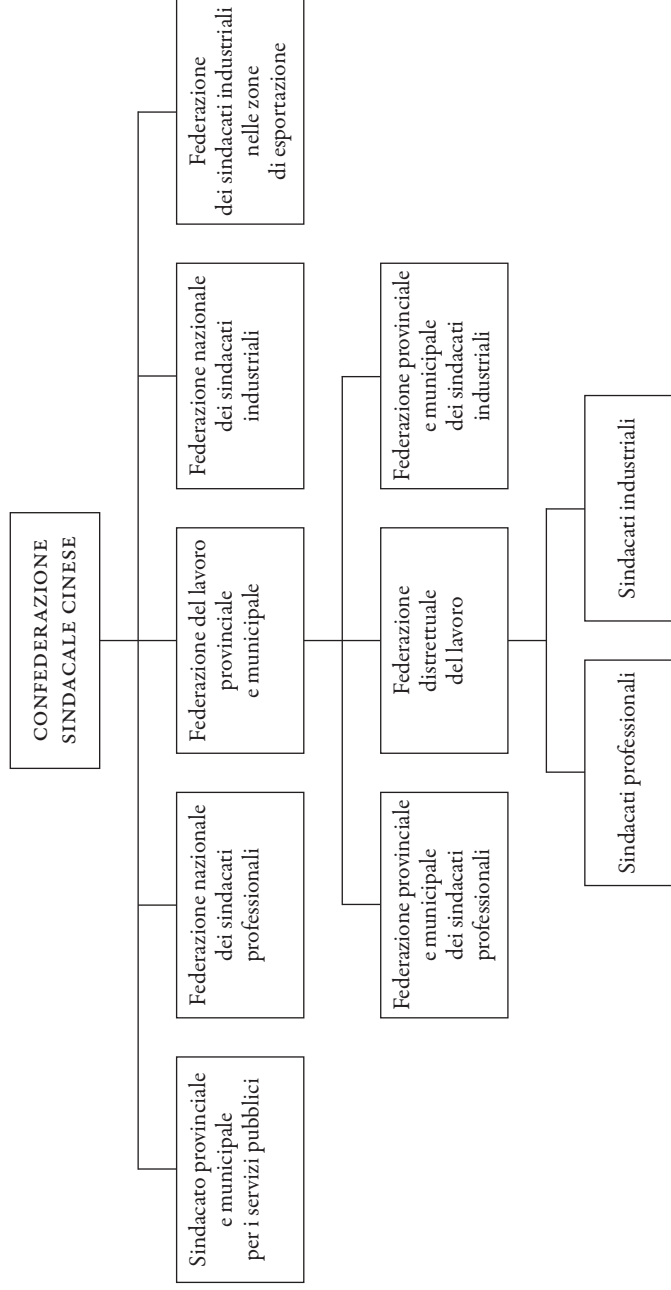 CONFEDERAZIONE
SINDACALE CINESE
Sindacato provinciale
e municipale
per i servizi pubblici
Federazione nazionale
dei sindacati
professionali
Federazione del lavoro
provinciale
e municipale
Federazione nazionale
dei sindacati
industriali
Federazione
dei sindacati industriali
nelle zone
di esportazione
Federazione provinciale
e municipale
dei sindacati
professionali
Federazione
distrettuale
del lavoro
Federazione provinciale
e municipale
dei sindacati
industriali
Sindacati professionali
Sindacati industriali